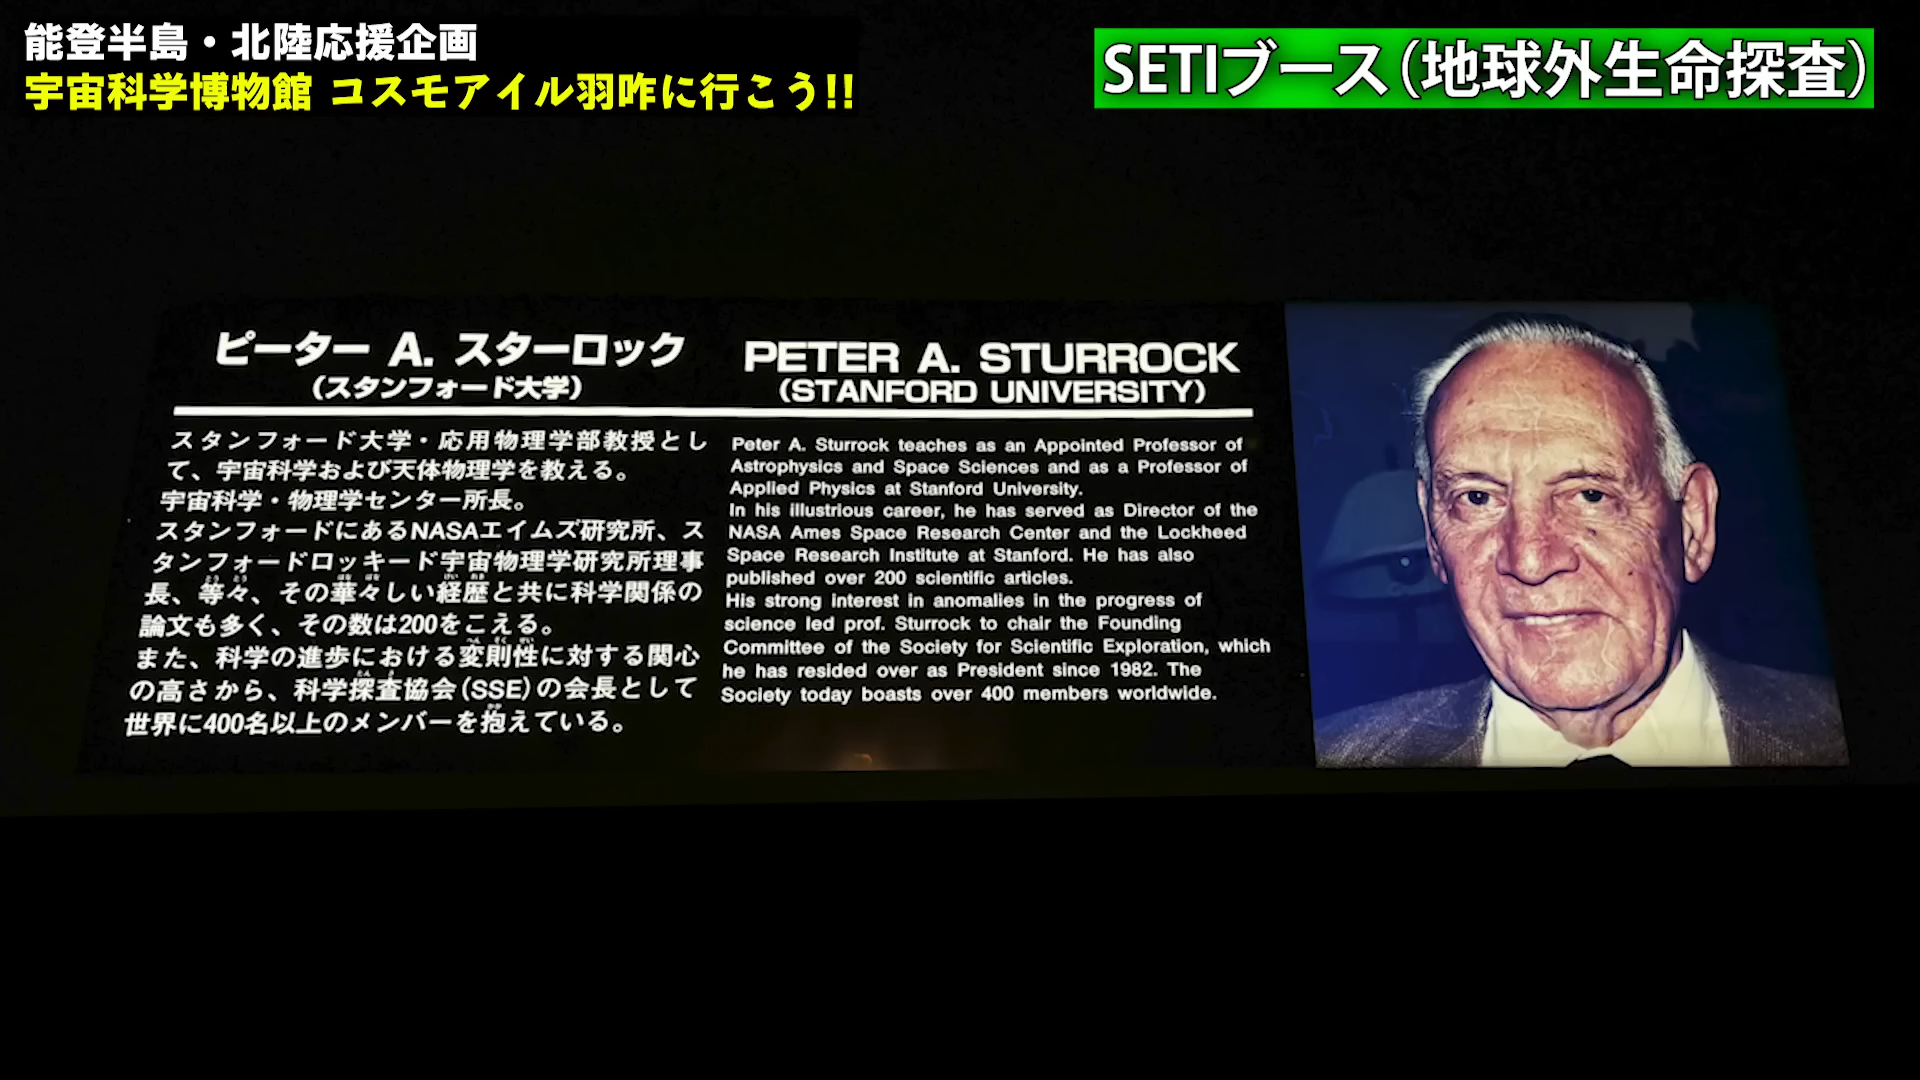 能登半島・北陸応援企画
宇宙科学博物館 コスモアイル羽咋に行こう!!
SETIブース(地球外生命探査)
ピーター A. スターロック
(スタンフォード大学)
スタンフォード大学・応用物理学部教授とし
て、宇宙科学および天体物理学を教える。
宇宙科学・物理学センター所長。
スタンフォードにあるNASAエイムズ研究所、ス
タンフォードロッキード宇宙物理学研究所理事
長、等々、その華々しい経歴と共に科学関係の
論文も多く、その数は200をこえる。
また、科学の進歩における変則性に対する関心
の高さから、科学探査協会(SSE)の会長として
世界に400名以上のメンバーを抱えている。
PETER A. STURROCK
(STANFORD UNIVERSITY)
Peter A. Sturrock teaches as an Appointed Professor of
Astrophysics and Space Sciences and as a Professor of
Applied Physics at Stanford University.
In his illustrious career, he has served as Director of the
NASA Ames Space Research Center and the Lockheed
Space Research Institute at Stanford. He has also
published over 200 scientific articles.
His strong interest in anomalies in the progress of
science led prof. Sturrock to chair the Founding
Committee of the Society for Scientific Exploration, which
he has resided over as President since 1982. The
Society today boasts over 400 members worldwide.